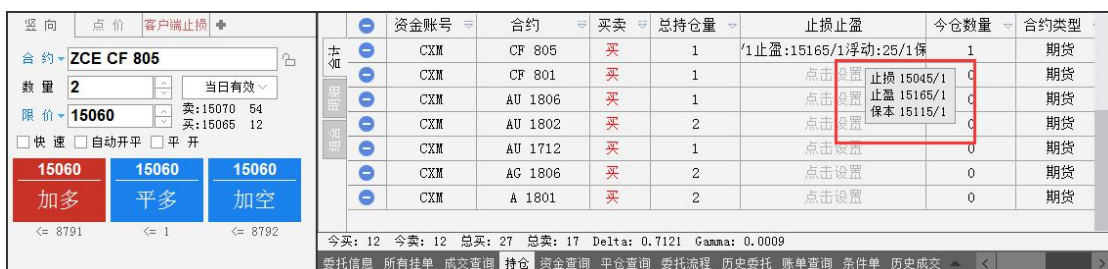 竖 向 点 价 客户端止损
合 约 ZCE CF 805
数 量 2 当日有效
限 价 15060 卖:15070 54
买:15065 12
快 速 自动开平 平 开
15060 15060 15060
加多 平多 加空
<= 8791 <= 1 <= 8792
合计
明细
组合
资金账号 合约 买卖 总持仓量 止损止盈 今仓数量 合约类型
CXM CF 805 买 1 /1止盈:15165/1浮动:25/1保 1 期货
CXM CF 801 买 1 点击设置 0 期货
CXM AU 1806 买 1 点击设置 0 期货
CXM AU 1802 买 2 点击设置 0 期货
CXM AU 1712 买 1 点击设置 0 期货
CXM AG 1806 买 2 点击设置 0 期货
CXM A 1801 买 2 点击设置 0 期货
止损 15045/1
止盈 15165/1
保本 15115/1
今买: 12 今卖: 12 总买: 27 总卖: 17 Delta: 0.7121 Gamma: 0.0009
委托信息 所有挂单 成交查询 持仓 资金查询 平仓查询 委托流程 历史委托 账单查询 条件单 历史成交